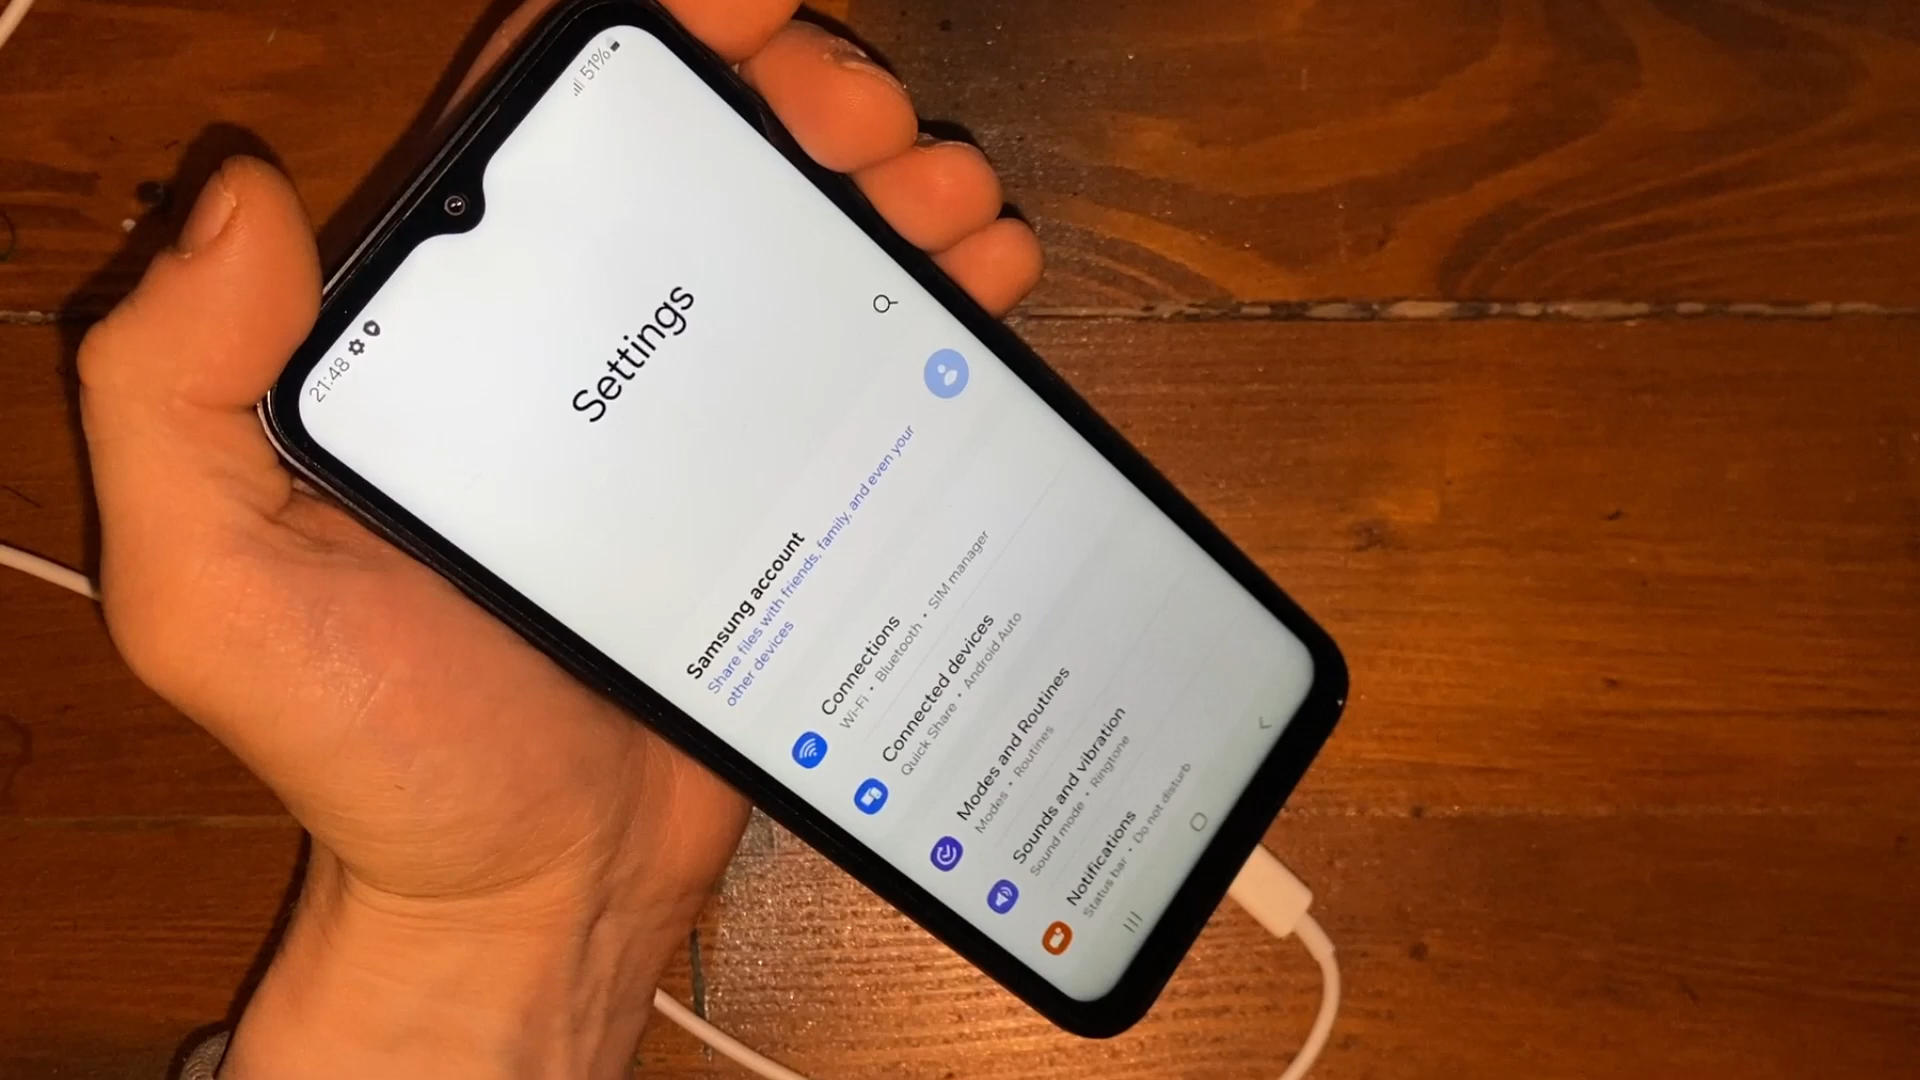 21:48
51%
Settings
Samsung account
Share files with friends, family, and even your
other devices
Connections
Wi-Fi • Bluetooth • SIM manager
Connected devices
Quick Share • Android Auto
Modes and Routines
Modes • Routines
Sounds and vibration
Sound mode • Ringtone
Notifications
Status bar • Do not disturb